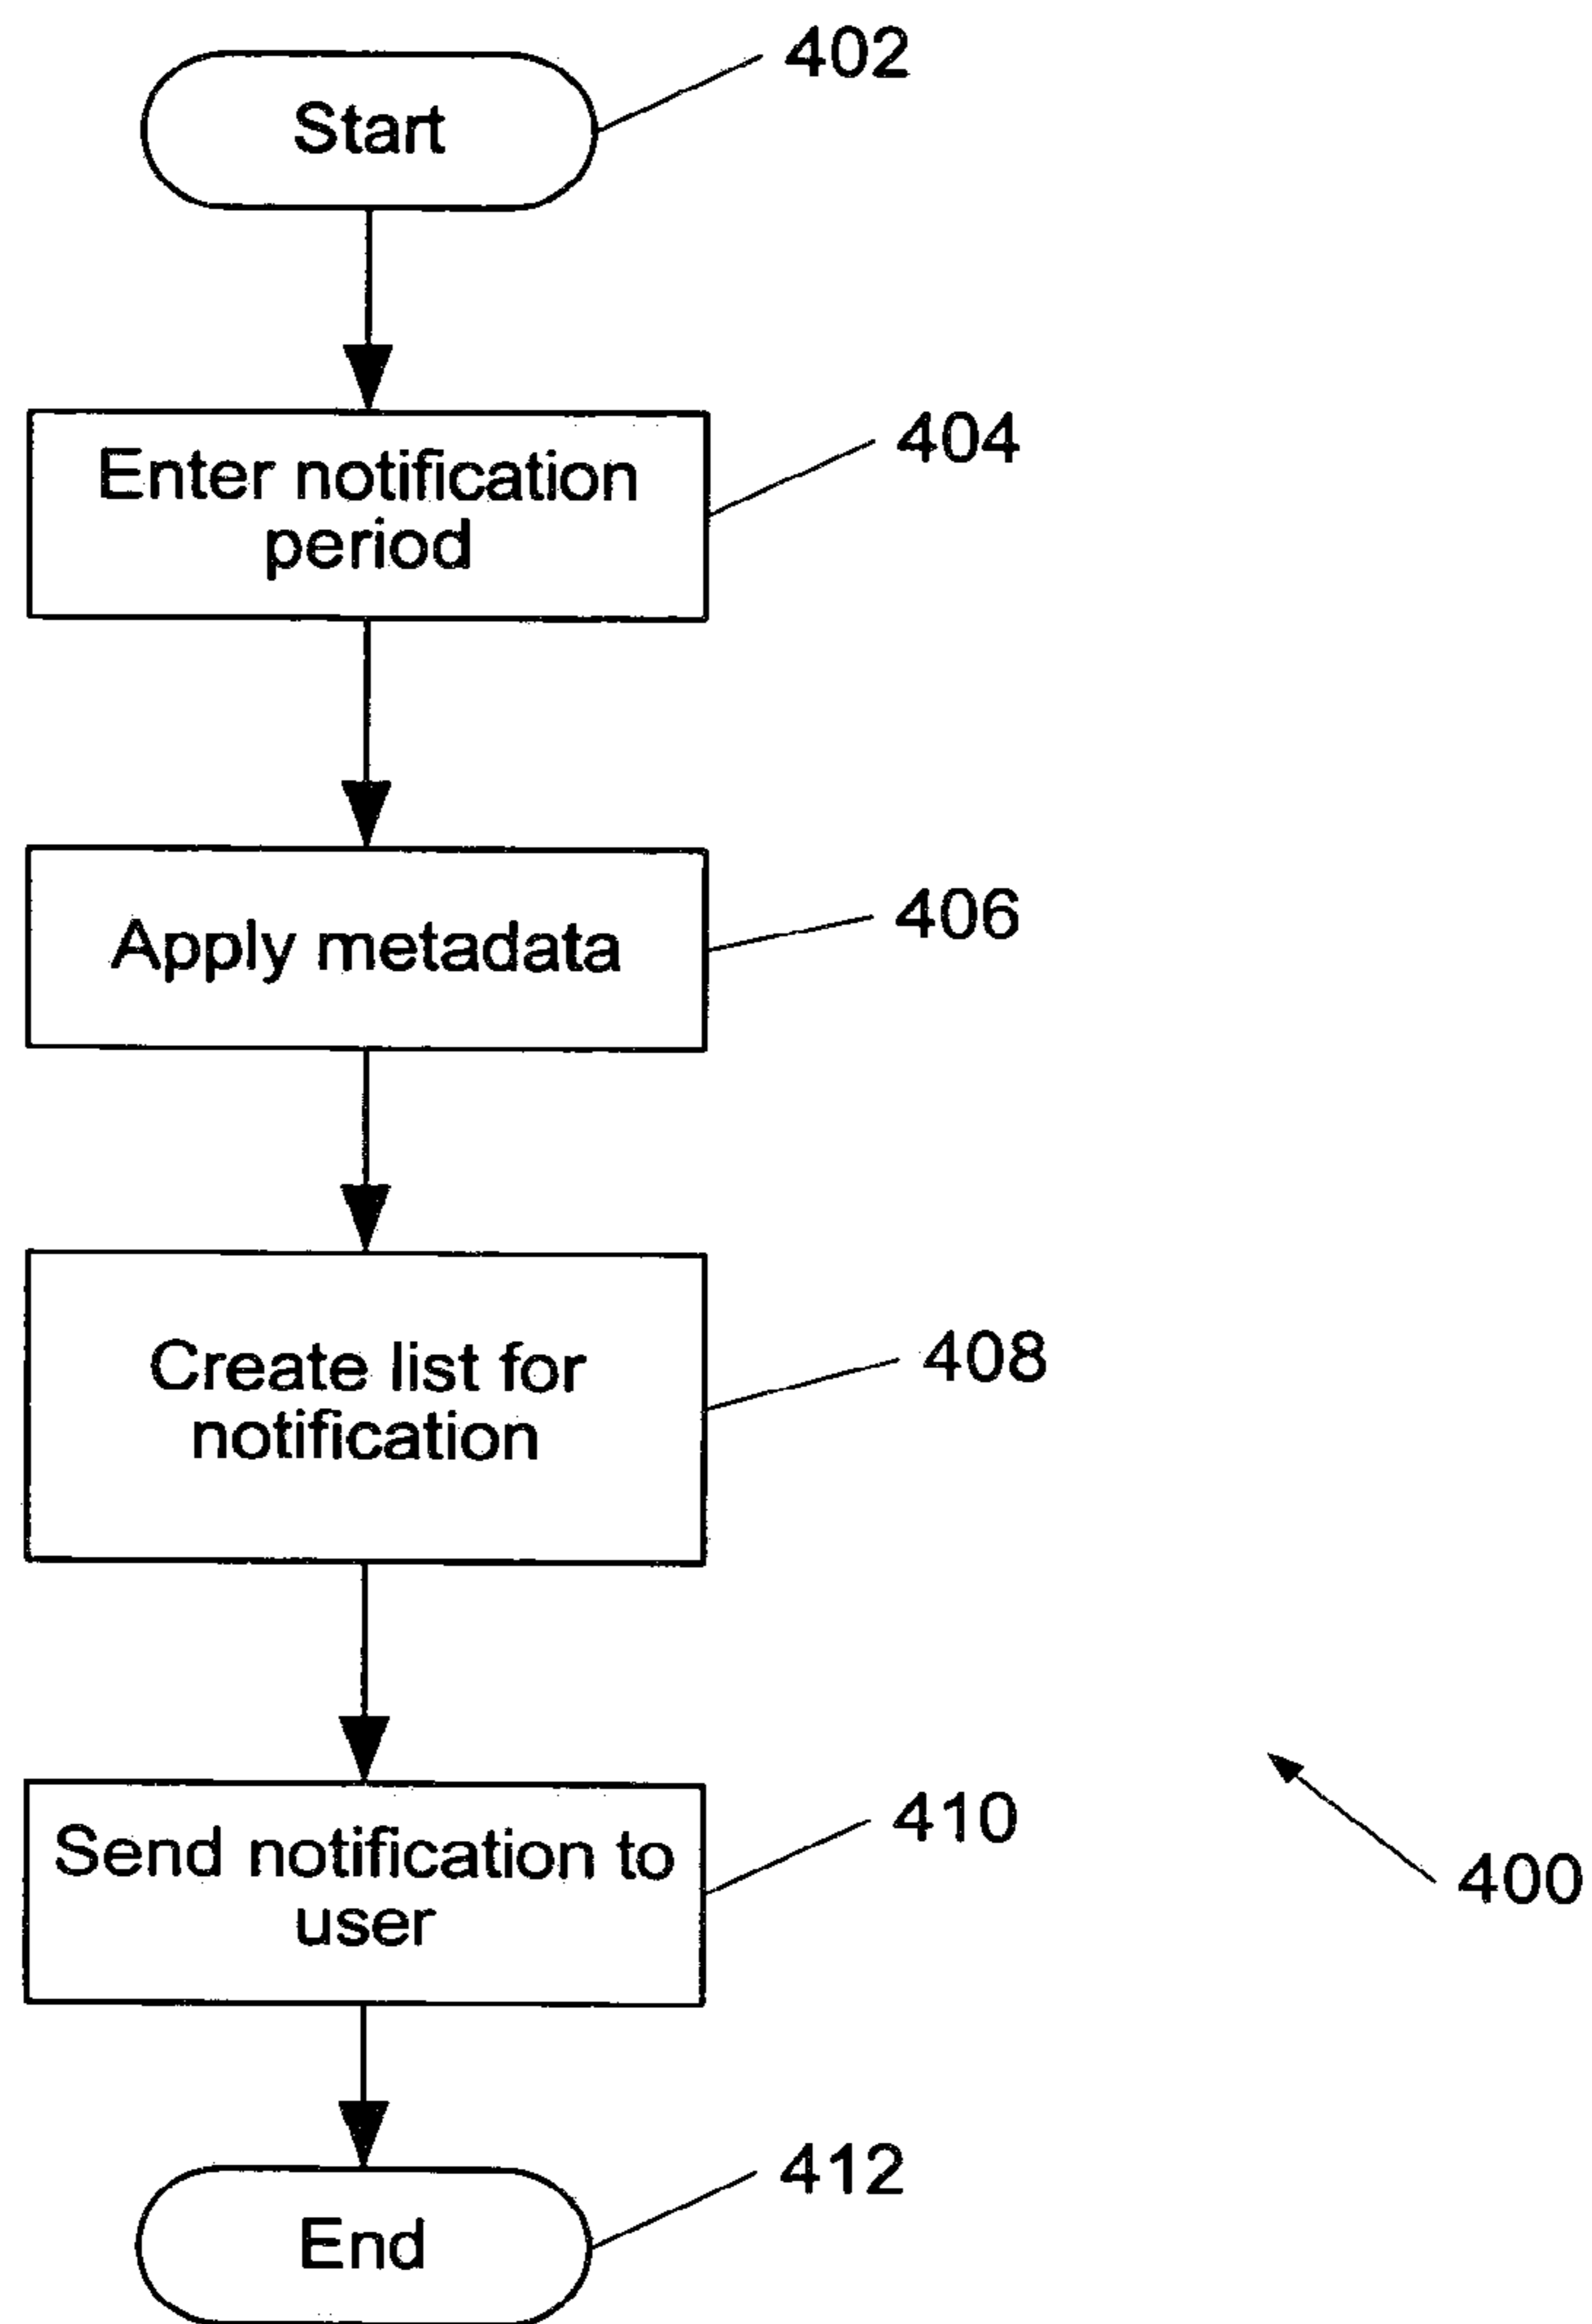 402
Start
404
Enter notification
period
406
Apply metadata
408
Create list for
notification
410
Send notification to
user
400
412
End